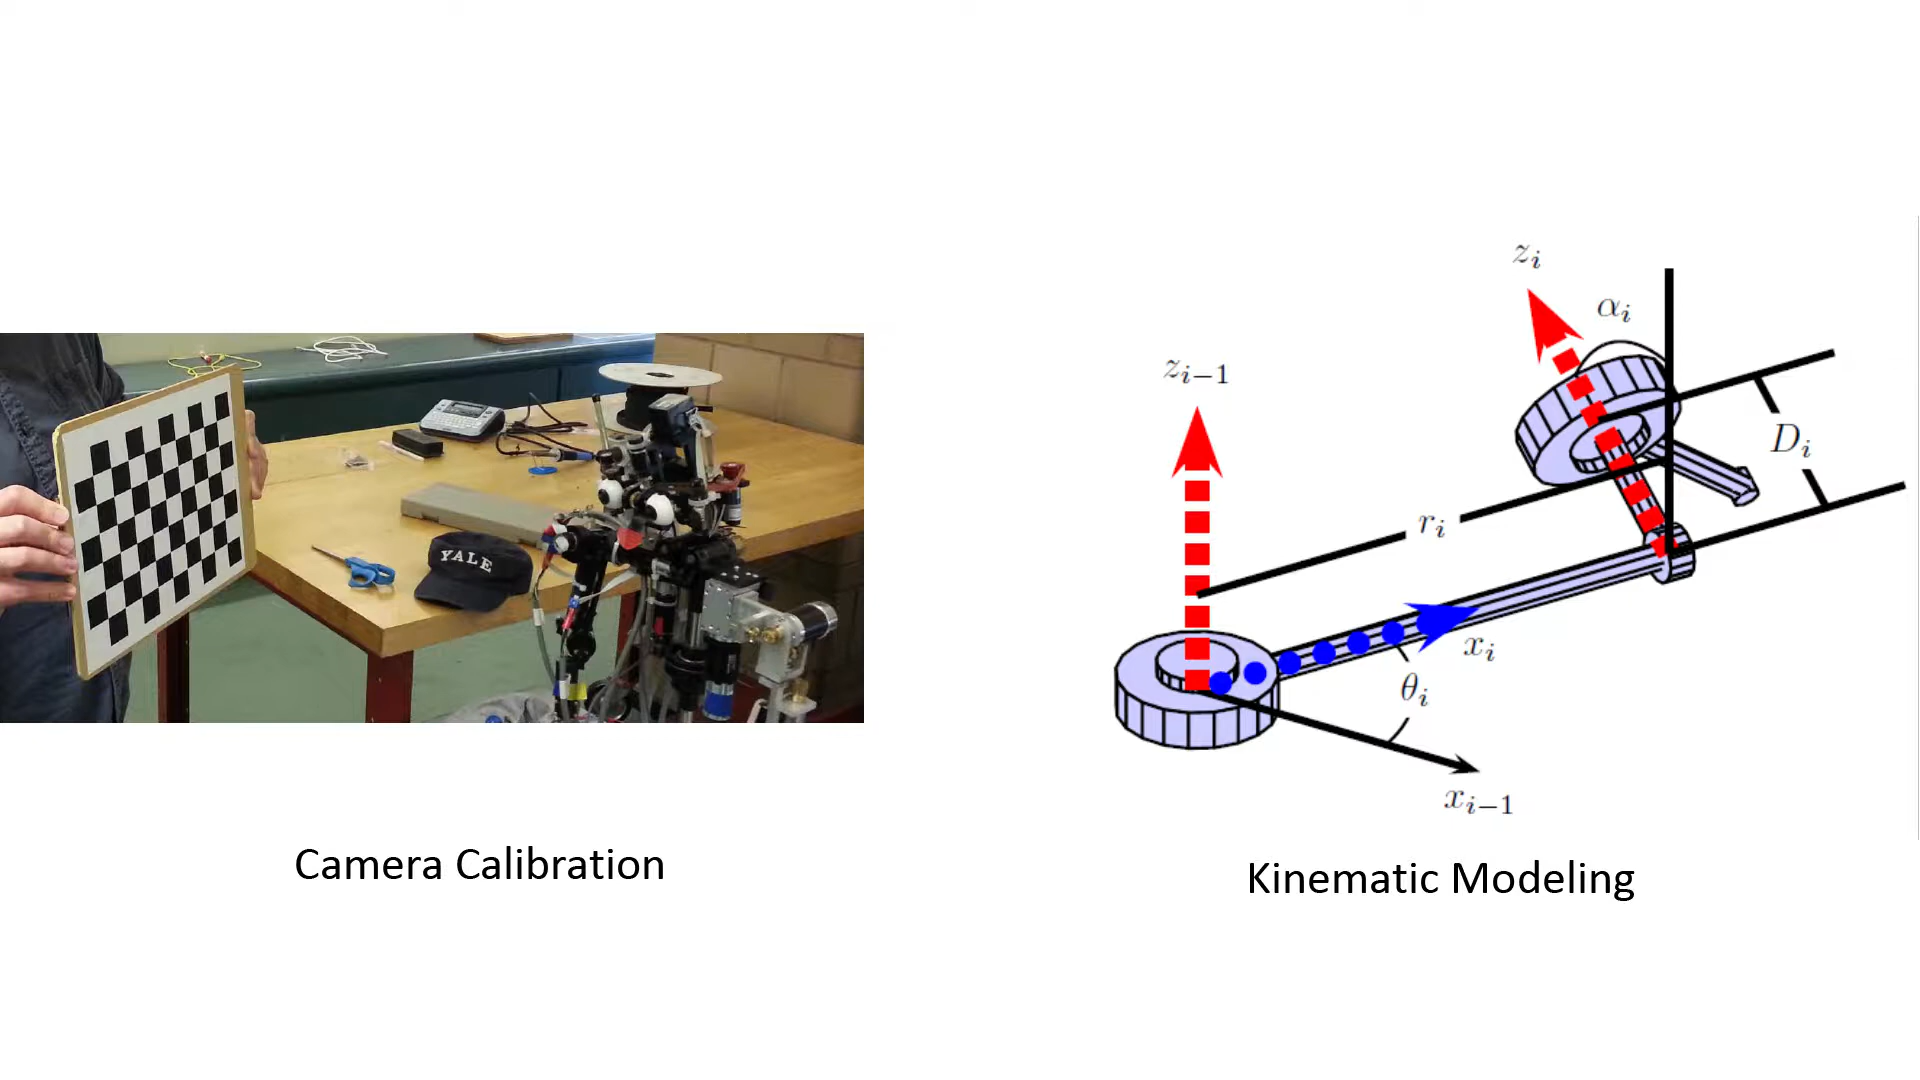 YALE
Camera Calibration
z_{i-1}
z_i
α_i
D_i
r_i
x_i
θ_i
x_{i-1}
Kinematic Modeling